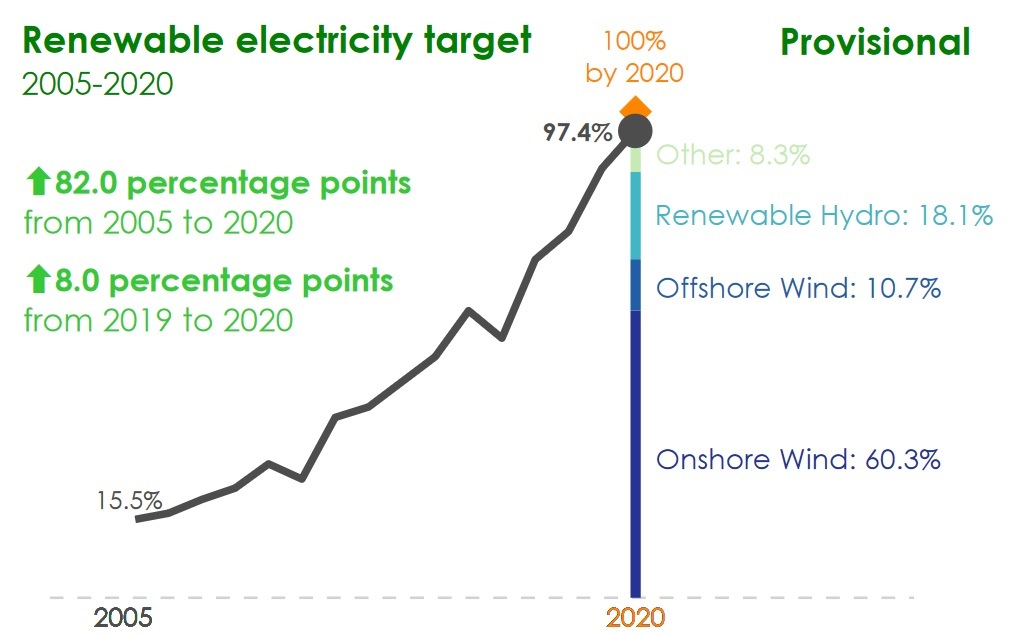 Renewable electricity target
2005-2020
Provisional
100%
by 2020
97.4%
82.0 percentage points
from 2005 to 2020
8.0 percentage points
from 2019 to 2020
Other: 8.3%
Renewable Hydro: 18.1%
Offshore Wind: 10.7%
Onshore Wind: 60.3%
15.5%
2005
2020